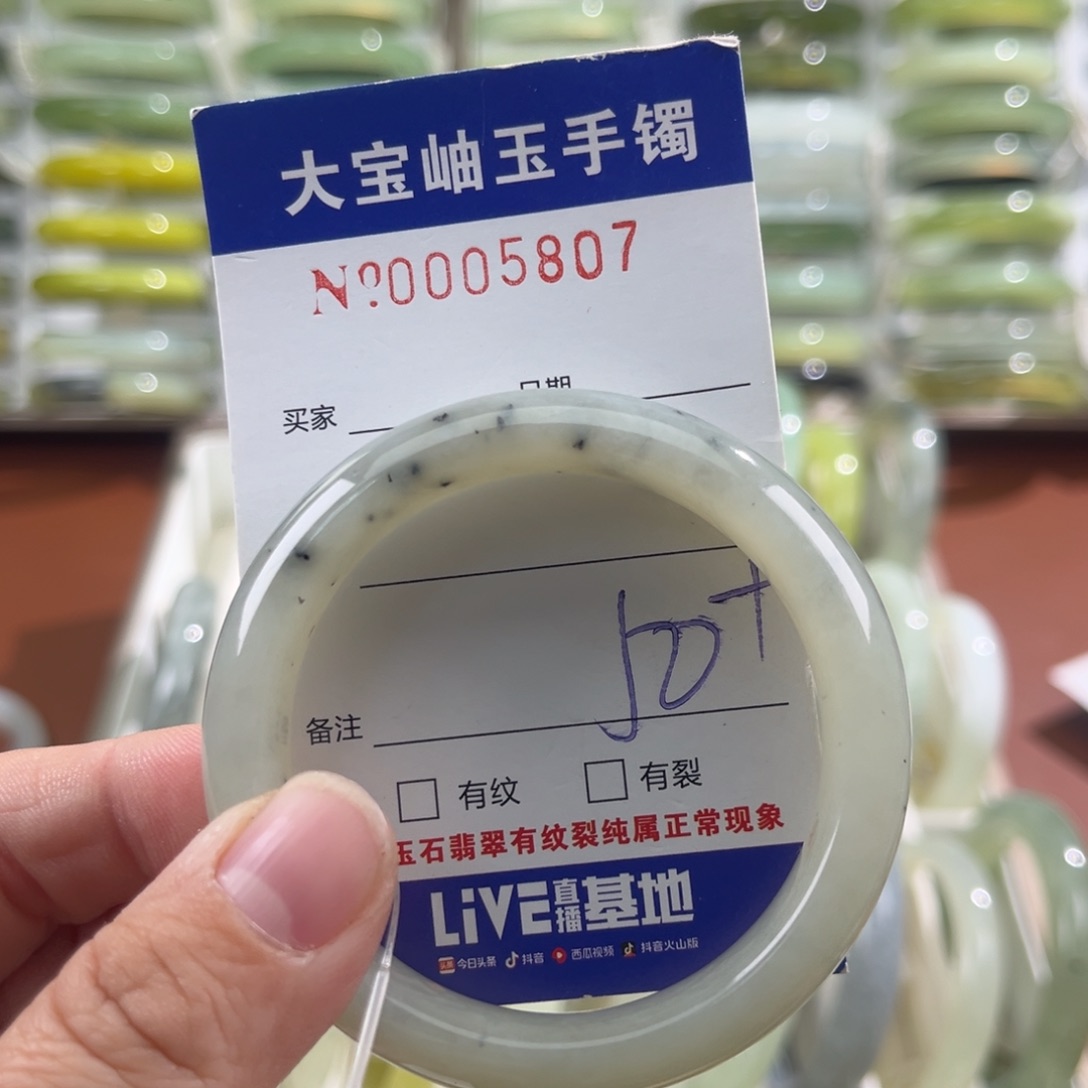 大宝岫玉手镯
Nº0005807
日期
买家
50+
备注
□ 有纹 □ 有裂
玉石翡翠有纹裂纯属正常现象
LiVE直播基地
今日头条 抖音 西瓜视频 抖音火山版